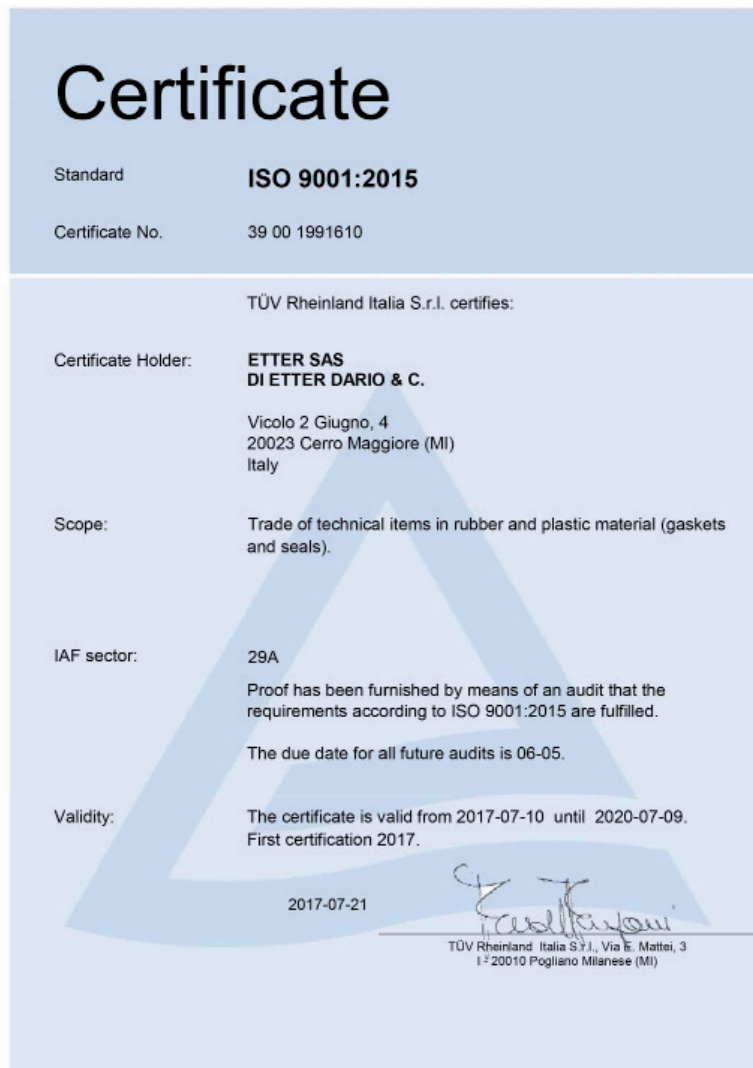 Certificate
Standard ISO 9001:2015
Certificate No. 39 00 1991610
TÜV Rheinland Italia S.r.l. certifies:
Certificate Holder: ETTER SAS
DI ETTER DARIO & C.
Vicolo 2 Giugno, 4
20023 Cerro Maggiore (MI)
Italy
Scope: Trade of technical items in rubber and plastic material (gaskets
and seals).
IAF sector: 29A
Proof has been furnished by means of an audit that the
requirements according to ISO 9001:2015 are fulfilled.
The due date for all future audits is 06-05.
Validity: The certificate is valid from 2017-07-10 until 2020-07-09.
First certification 2017.
2017-07-21
TÜV Rheinland Italia S.r.l., Via E. Mattei, 3
I - 20010 Pogliano Milanese (MI)